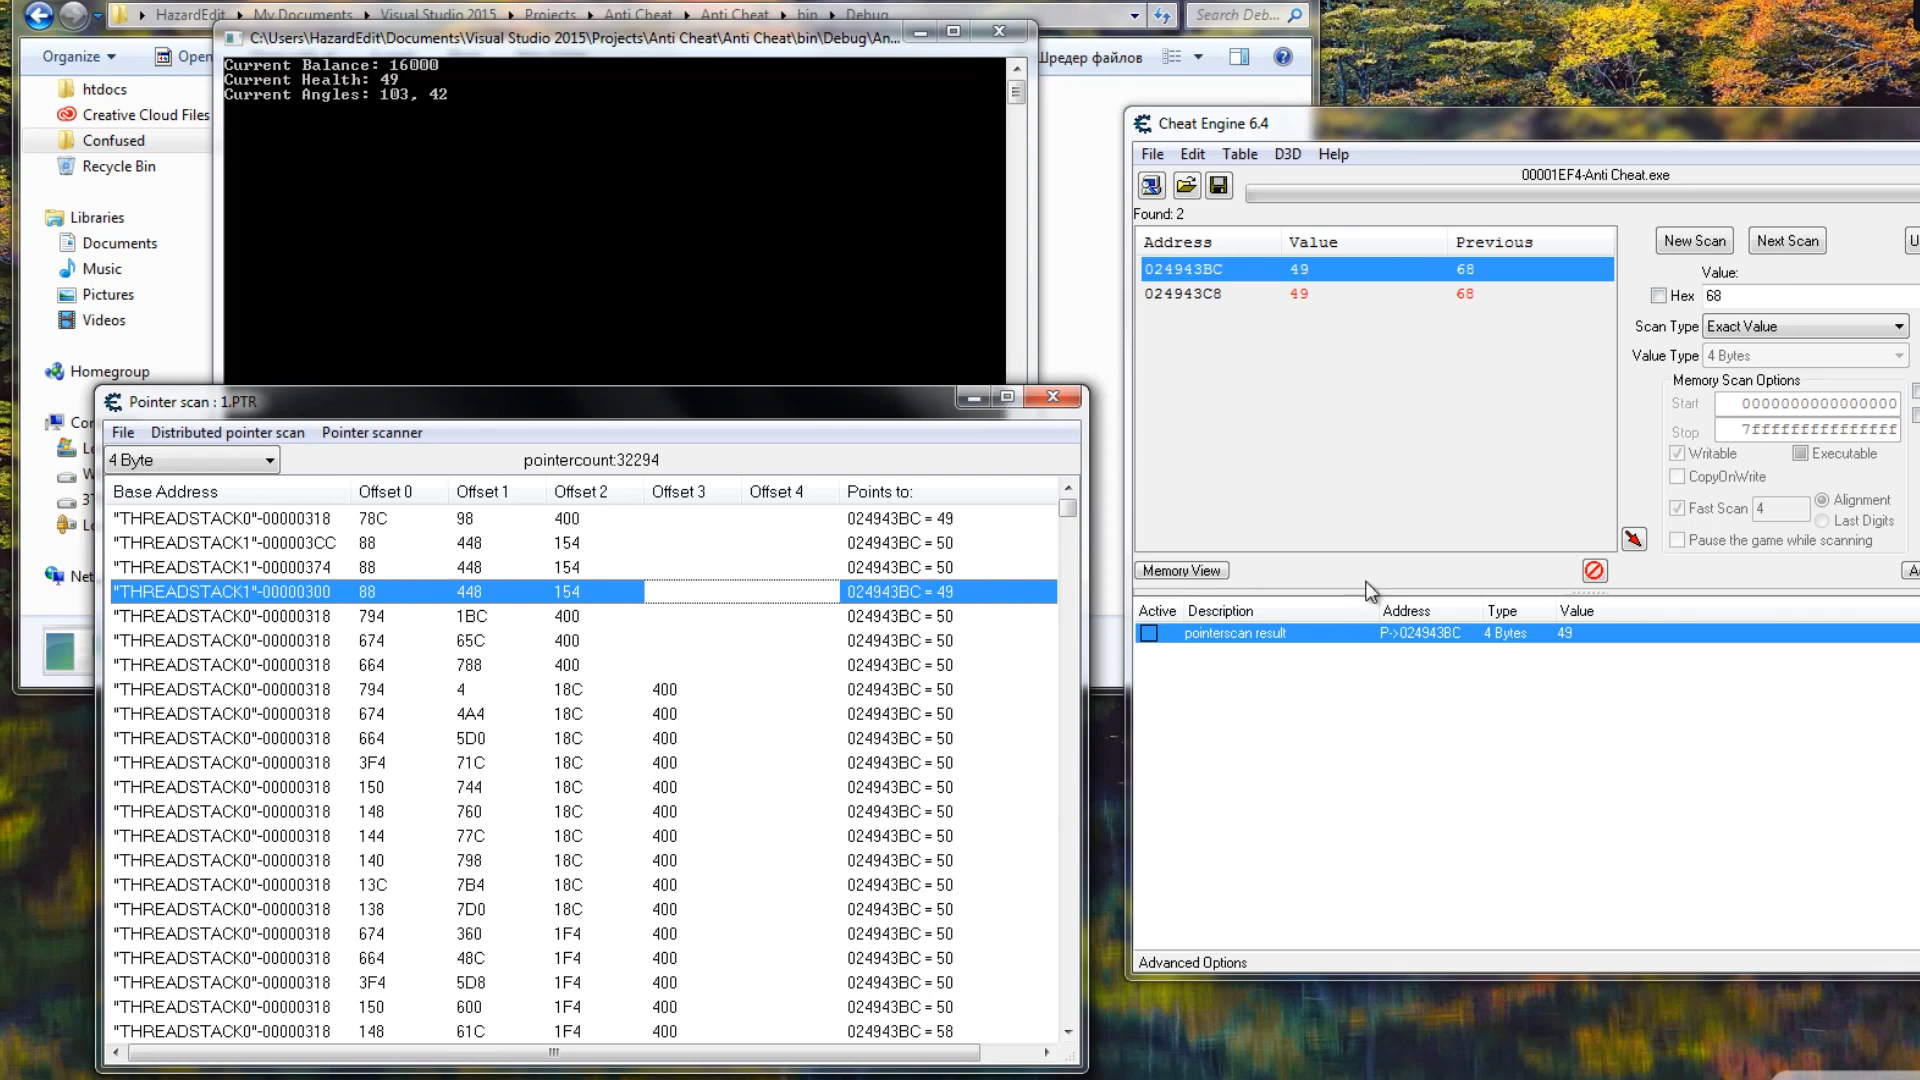 HazardEdit My Documents Visual Studio 2015 Projects Anti Cheat Anti Cheat bin Debug
Search Deb...
Organize
Open
Шредер файлов
htdocs
Creative Cloud Files
Confused
Recycle Bin
Libraries
Documents
Music
Pictures
Videos
Homegroup
Net
C:\Users\HazardEdit\Documents\Visual Studio 2015\Projects\Anti Cheat\Anti Cheat\bin\Debug\An...
Current Balance: 16000
Current Health: 49
Current Angles: 103, 42
Pointer scan : 1.PTR
File Distributed pointer scan Pointer scanner
4 Byte pointercount:32294
Base Address Offset 0 Offset 1 Offset 2 Offset 3 Offset 4 Points to:
"THREADSTACK0"-00000318 78C 98 400 024943BC = 49
"THREADSTACK1"-000003CC 88 448 154 024943BC = 50
"THREADSTACK1"-00000374 88 448 154 024943BC = 50
"THREADSTACK1"-00000300 88 448 154 024943BC = 49
"THREADSTACK0"-00000318 794 1BC 400 024943BC = 50
"THREADSTACK0"-00000318 674 65C 400 024943BC = 50
"THREADSTACK0"-00000318 664 788 400 024943BC = 50
"THREADSTACK0"-00000318 794 4 18C 400 024943BC = 50
"THREADSTACK0"-00000318 674 4A4 18C 400 024943BC = 50
"THREADSTACK0"-00000318 664 5D0 18C 400 024943BC = 50
"THREADSTACK0"-00000318 3F4 71C 18C 400 024943BC = 50
"THREADSTACK0"-00000318 150 744 18C 400 024943BC = 50
"THREADSTACK0"-00000318 148 760 18C 400 024943BC = 50
"THREADSTACK0"-00000318 144 77C 18C 400 024943BC = 50
"THREADSTACK0"-00000318 140 798 18C 400 024943BC = 50
"THREADSTACK0"-00000318 13C 7B4 18C 400 024943BC = 50
"THREADSTACK0"-00000318 138 7D0 18C 400 024943BC = 50
"THREADSTACK0"-00000318 674 360 1F4 400 024943BC = 50
"THREADSTACK0"-00000318 664 48C 1F4 400 024943BC = 50
"THREADSTACK0"-00000318 3F4 5D8 1F4 400 024943BC = 50
"THREADSTACK0"-00000318 150 600 1F4 400 024943BC = 50
"THREADSTACK0"-00000318 148 61C 1F4 400 024943BC = 58
Cheat Engine 6.4
File Edit Table D3D Help
00001EF4-Anti Cheat.exe
Found: 2
Address Value Previous
024943BC 49 68
024943C8 49 68
New Scan Next Scan
Value:
Hex 68
Scan Type Exact Value
Value Type 4 Bytes
Memory Scan Options
Start 0000000000000000
Stop 7fffffffffffffff
Writable Executable
CopyOnWrite
Fast Scan 4 Alignment
Last Digits
Pause the game while scanning
Memory View
Active Description Address Type Value
pointerscan result P->024943BC 4 Bytes 49
Advanced Options